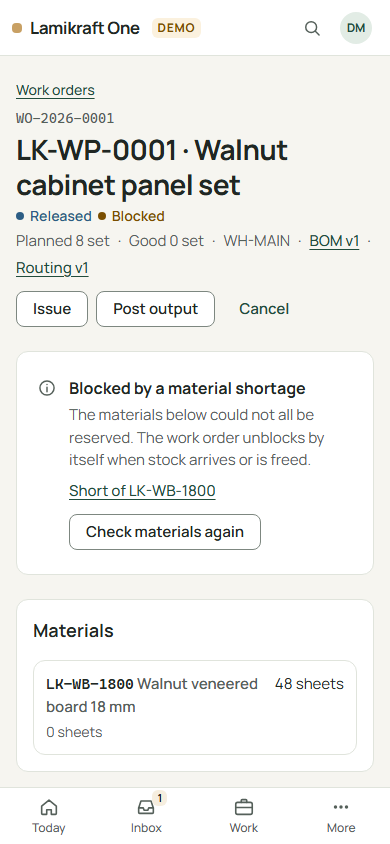 Lamikraft One DEMO DM
Work orders
WO-2026-0001
LK-WP-0001 · Walnut
cabinet panel set
Released Blocked
Planned 8 set · Good 0 set · WH-MAIN · BOM v1 ·
Routing v1
Issue Post output Cancel
Blocked by a material shortage
The materials below could not all be
reserved. The work order unblocks by
itself when stock arrives or is freed.
Short of LK-WB-1800
Check materials again
Materials
LK-WB-1800 Walnut veneered 48 sheets
board 18 mm
0 sheets
1
Today Inbox Work More